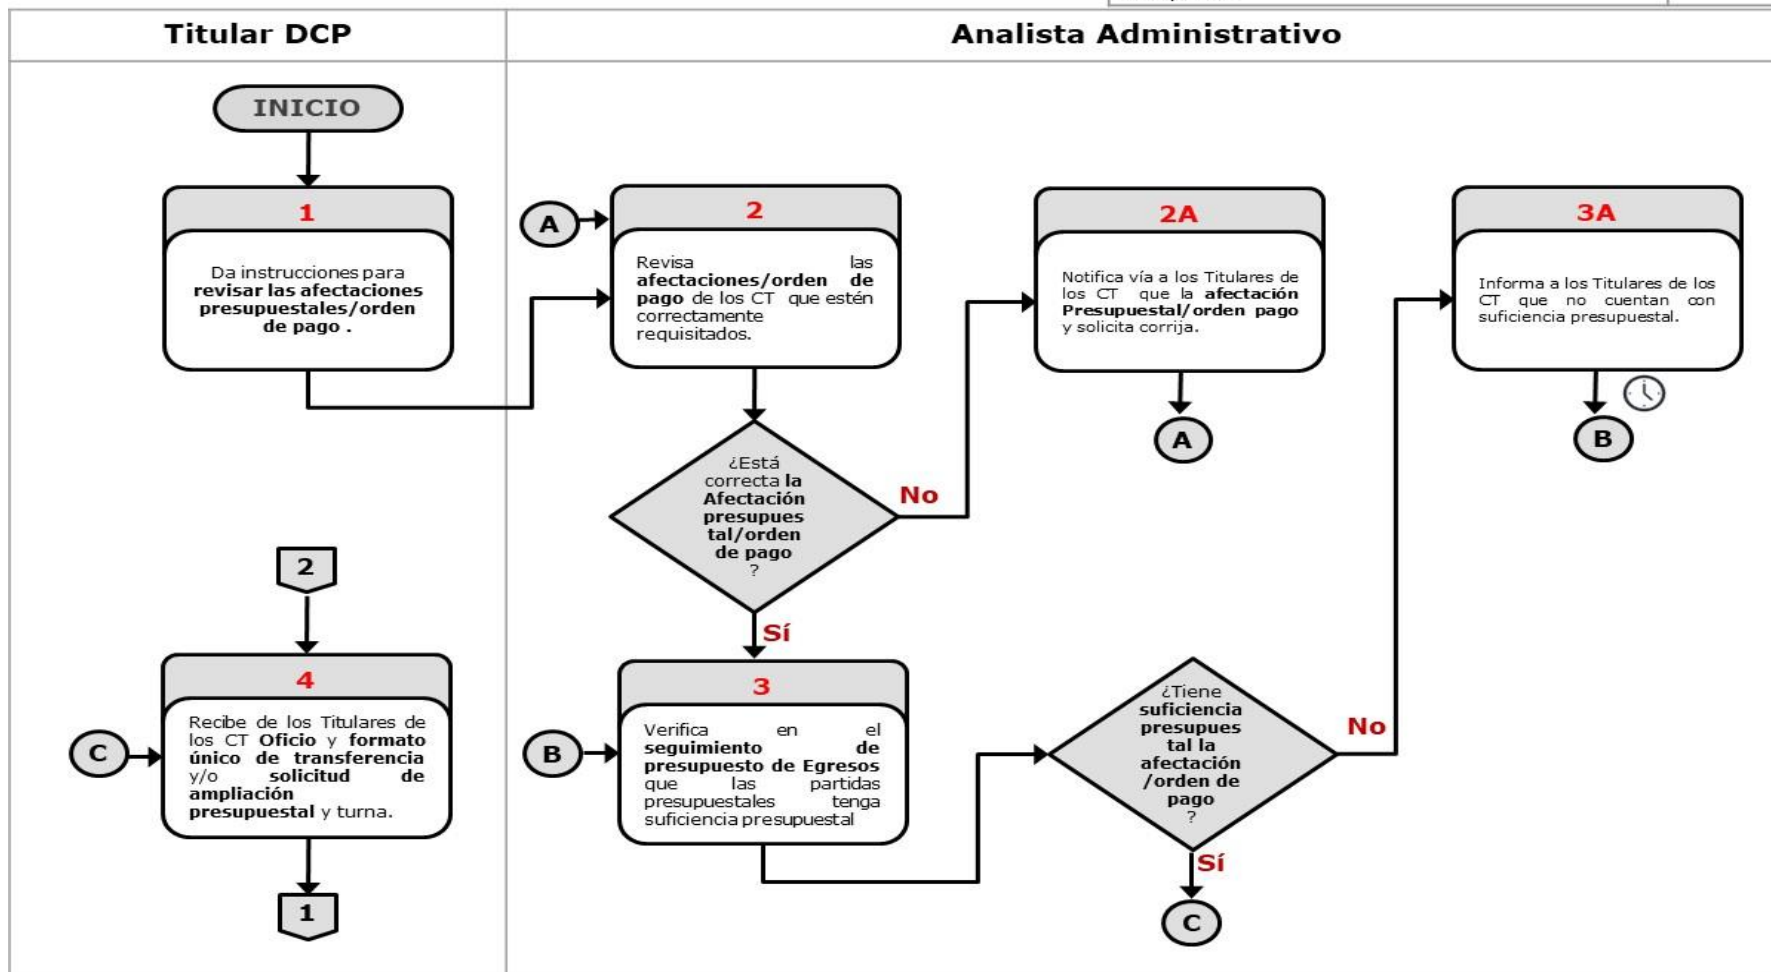 Titular DCP
Analista Administrativo
INICIO
1
Da instrucciones para
revisar las afectaciones
presupuestales/orden
de pago .
A
2
Revisa las
afectaciones/orden de
pago de los CT que estén
correctamente
requisitados.
2A
Notifica vía a los Titulares de
los CT que la afectación
Presupuestal/orden pago
y solicita corrija.
A
3A
Informa a los Titulares de los
CT que no cuentan con
suficiencia presupuestal.
B
¿Está
correcta la
Afectación
presupues
tal/orden
de pago
?
No
Sí
2
4
Recibe de los Titulares de
los CT Oficio y formato
único de transferencia
y/o solicitud de
ampliación
presupuestal y turna.
C
1
B
3
Verifica en el
seguimiento de
presupuesto de Egresos
que las partidas
presupuestales tenga
suficiencia presupuestal
¿Tiene
suficiencia
presupues
tal la
afectación
/orden de
pago
?
No
Sí
C